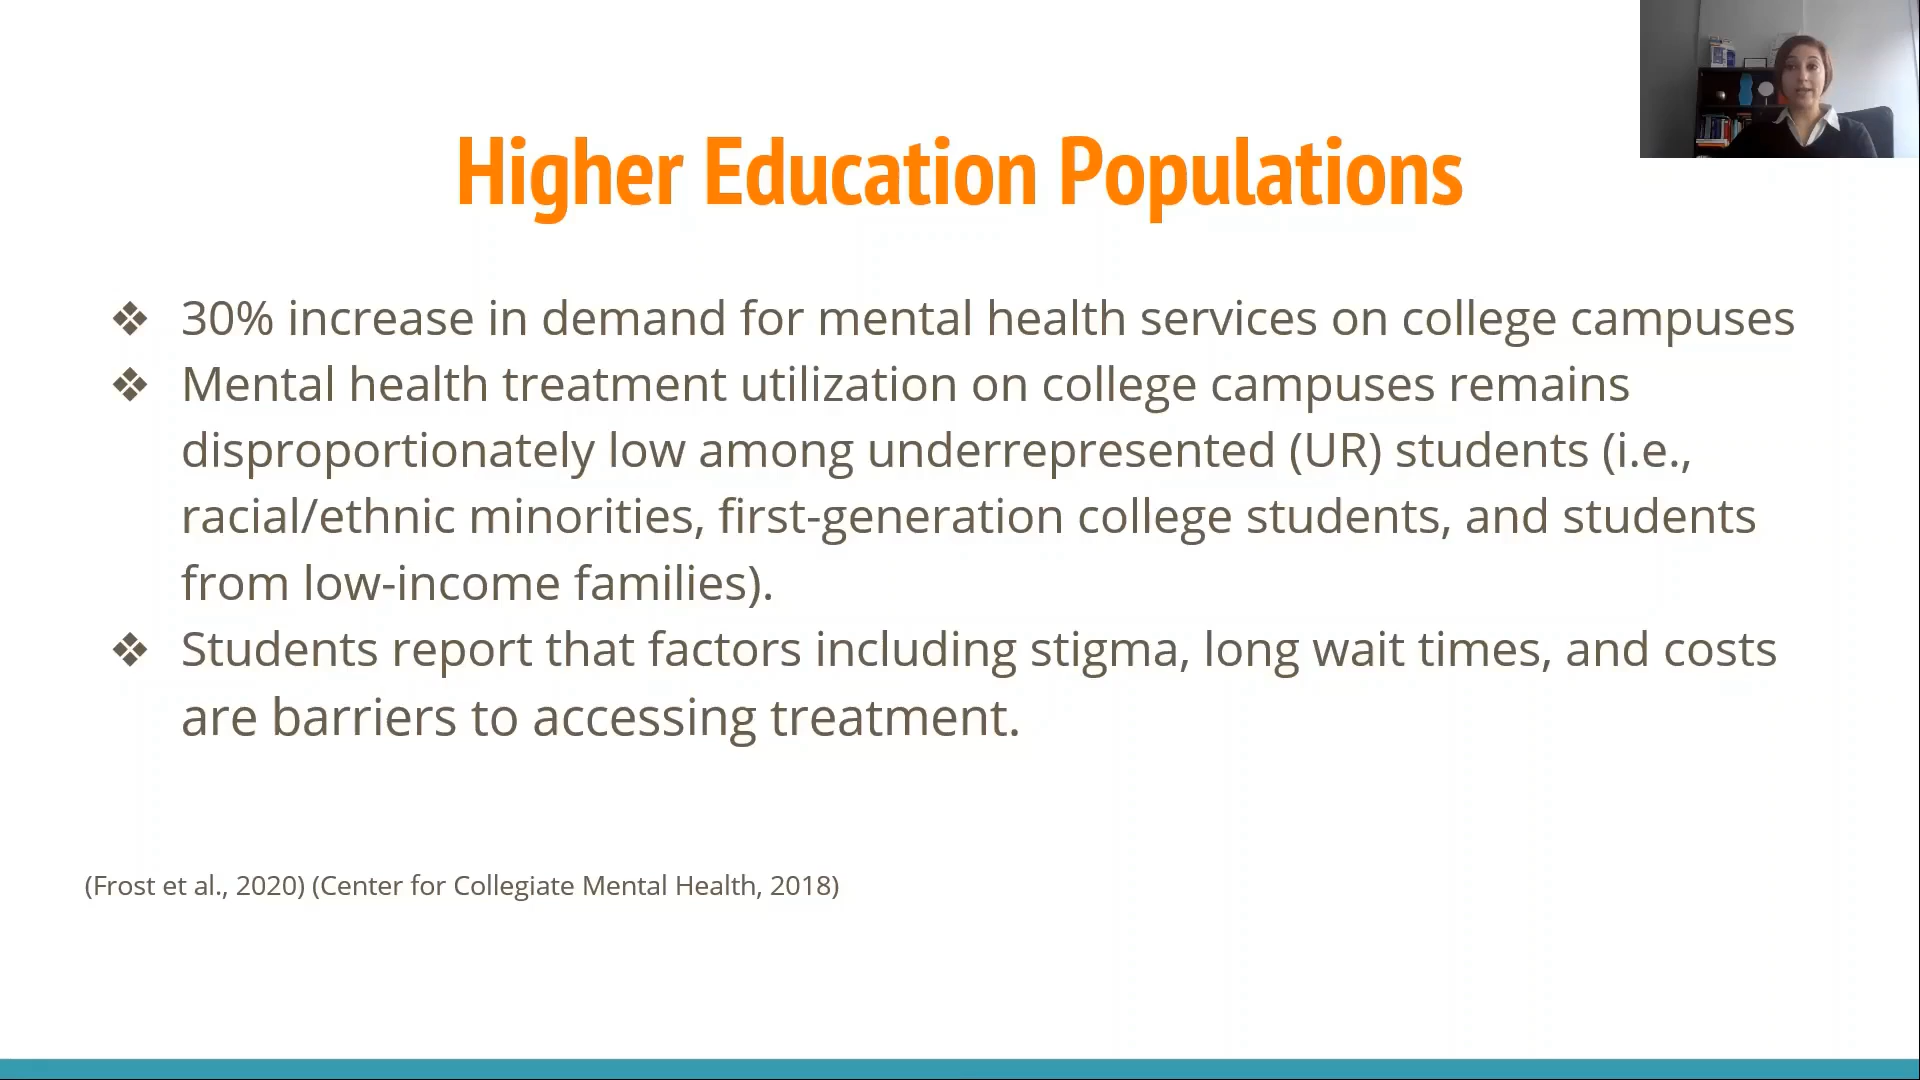 Higher Education Populations
❖ 30% increase in demand for mental health services on college campuses
❖ Mental health treatment utilization on college campuses remains
disproportionately low among underrepresented (UR) students (i.e.,
racial/ethnic minorities, first-generation college students, and students
from low-income families).
❖ Students report that factors including stigma, long wait times, and costs
are barriers to accessing treatment.
(Frost et al., 2020) (Center for Collegiate Mental Health, 2018)